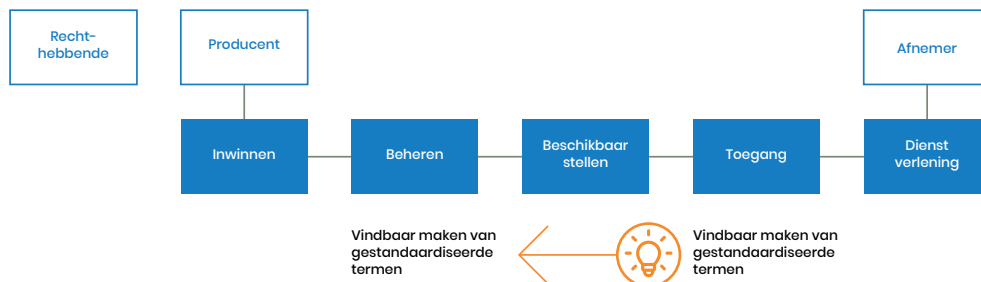 Recht-
hebbende
Producent
Afnemer
Inwinnen
Beheren
Beschikbaar
stellen
Toegang
Dienst
verlening
Vindbaar maken van
gestandaardiseerde
termen
Vindbaar maken van
gestandaardiseerde
termen